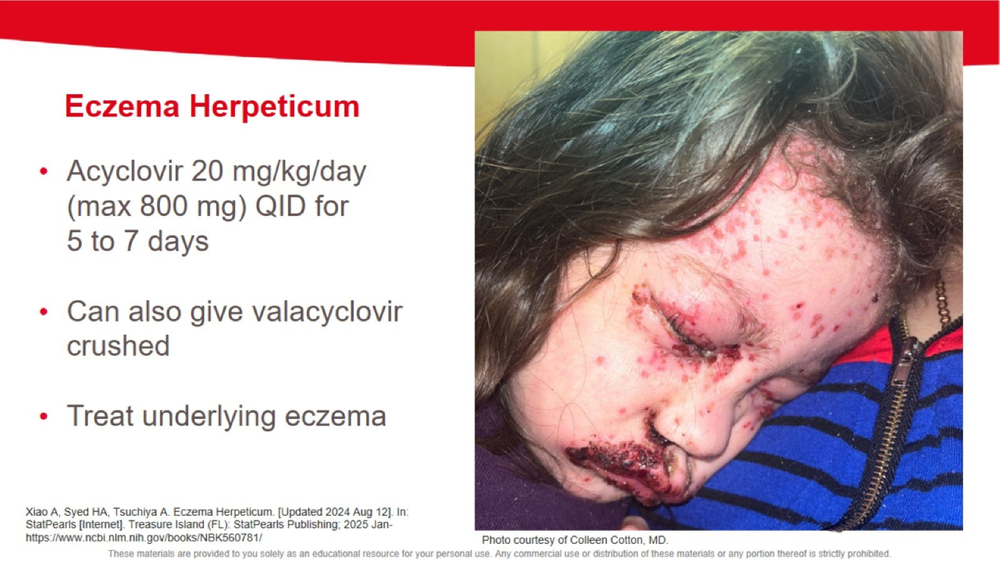 Eczema Herpeticum
• Acyclovir 20 mg/kg/day
(max 800 mg) QID for
5 to 7 days
• Can also give valacyclovir
crushed
• Treat underlying eczema
Xiao A, Syed HA, Tsuchiya A. Eczema Herpeticum. [Updated 2024 Aug 12]. In:
StatPearls [Internet]. Treasure Island (FL): StatPearls Publishing; 2025 Jan-
https://www.ncbi.nlm.nih.gov/books/NBK560781/
Photo courtesy of Colleen Cotton, MD.
These materials are provided to you solely as an educational resource for your personal use. Any commercial use or distribution of these materials or any portion thereof is strictly prohibited.